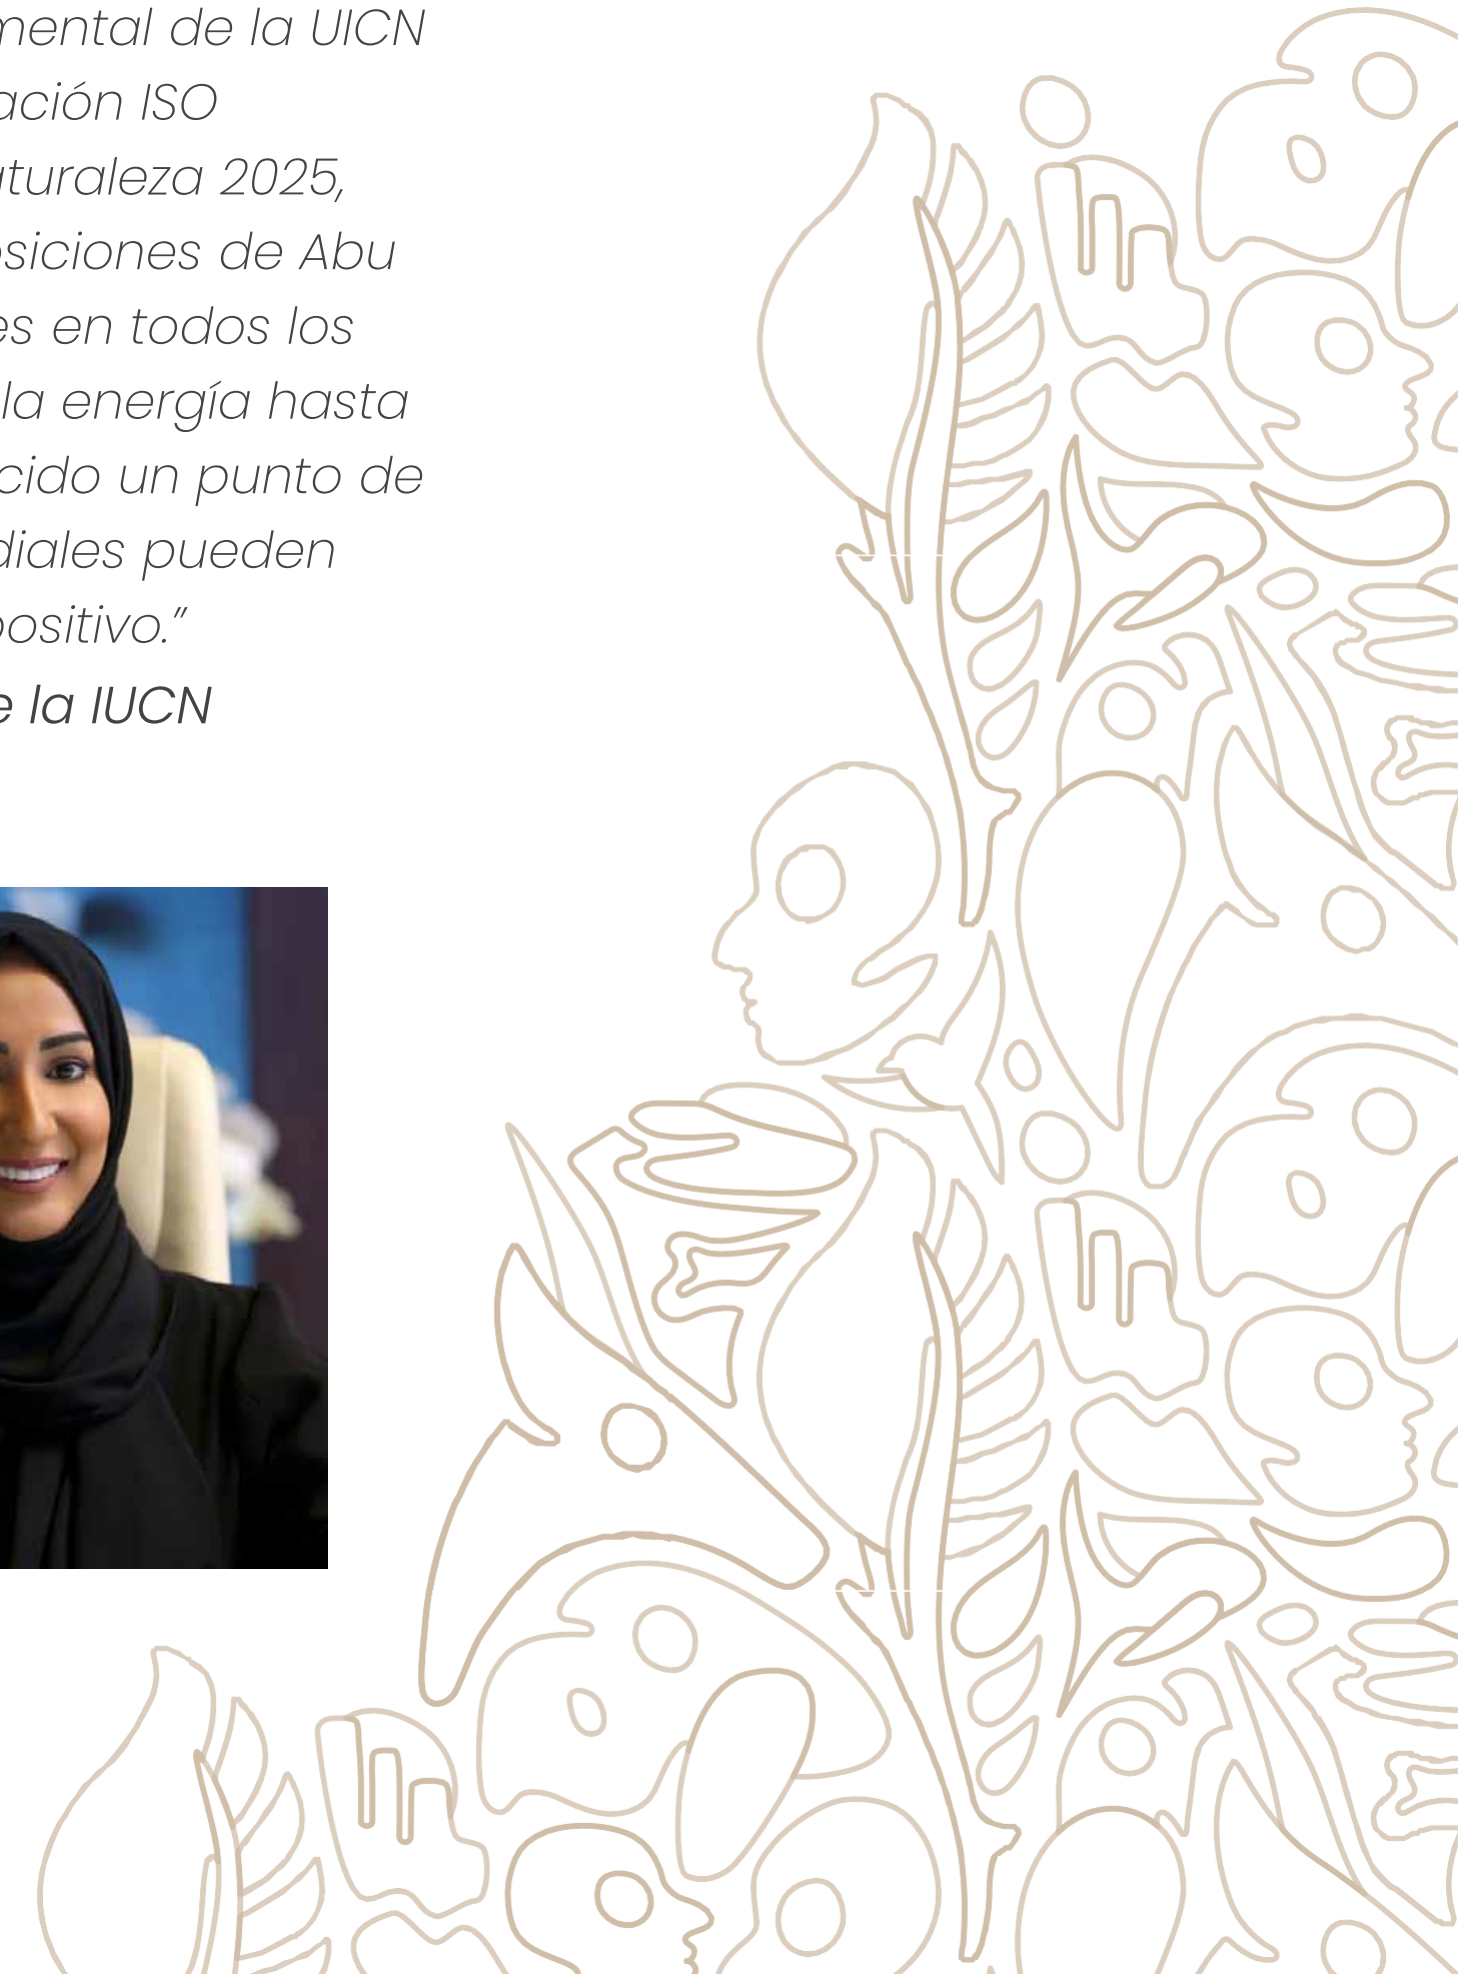 mental de la UICN
ación ISO
aturaleza 2025,
osiciones de Abu
es en todos los
la energía hasta
cido un punto de
diales pueden
positivo.”
e la IUCN